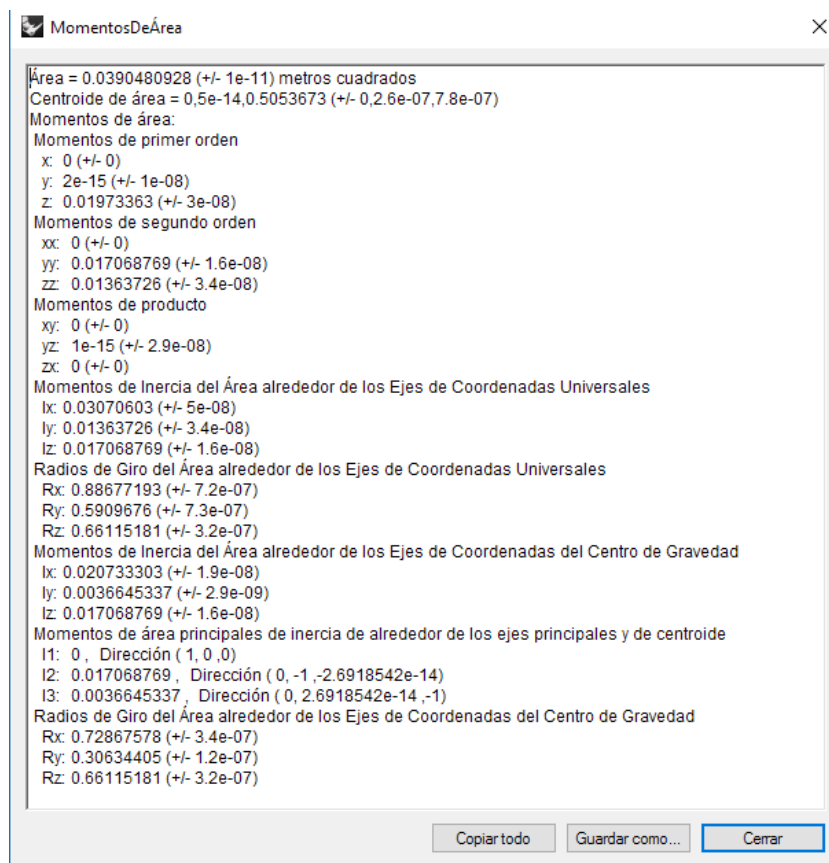 MomentosDeÁrea
Área = 0.0390480928 (+/- 1e-11) metros cuadrados
Centroide de área = 0,5e-14,0.5053673 (+/- 0,2.6e-07,7.8e-07)
Momentos de área:
Momentos de primer orden
x: 0 (+/- 0)
y: 2e-15 (+/- 1e-08)
z: 0.01973363 (+/- 3e-08)
Momentos de segundo orden
xx: 0 (+/- 0)
yy: 0.017068769 (+/- 1.6e-08)
zz: 0.01363726 (+/- 3.4e-08)
Momentos de producto
xy: 0 (+/- 0)
yz: 1e-15 (+/- 2.9e-08)
zx: 0 (+/- 0)
Momentos de Inercia del Área alrededor de los Ejes de Coordenadas Universales
Ix: 0.03070603 (+/- 5e-08)
Iy: 0.01363726 (+/- 3.4e-08)
Iz: 0.017068769 (+/- 1.6e-08)
Radios de Giro del Área alrededor de los Ejes de Coordenadas Universales
Rx: 0.88677193 (+/- 7.2e-07)
Ry: 0.5909676 (+/- 7.3e-07)
Rz: 0.66115181 (+/- 3.2e-07)
Momentos de Inercia del Área alrededor de los Ejes de Coordenadas del Centro de Gravedad
Ix: 0.020733303 (+/- 1.9e-08)
Iy: 0.0036645337 (+/- 2.9e-09)
Iz: 0.017068769 (+/- 1.6e-08)
Momentos de área principales de inercia de alrededor de los ejes principales y de centroide
I1: 0 , Dirección ( 1, 0 ,0)
I2: 0.017068769 , Dirección ( 0, -1 ,-2.6918542e-14)
I3: 0.0036645337 , Dirección ( 0, 2.6918542e-14 ,-1)
Radios de Giro del Área alrededor de los Ejes de Coordenadas del Centro de Gravedad
Rx: 0.72867578 (+/- 3.4e-07)
Ry: 0.30634405 (+/- 1.2e-07)
Rz: 0.66115181 (+/- 3.2e-07)
Copiar todo Guardar como... Cerrar